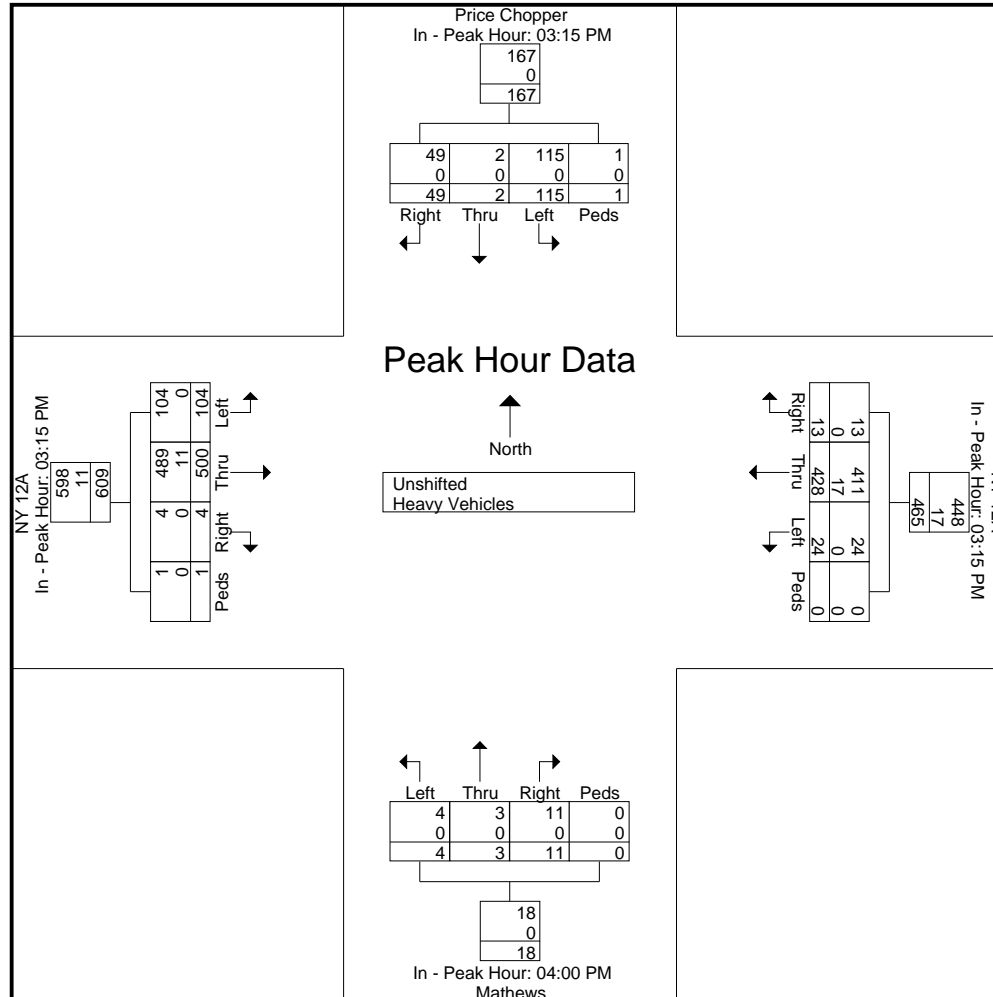 Price Chopper
In - Peak Hour: 03:15 PM
167
0
167
49 2 115 1
0 0 0 0
49 2 115 1
Right Thru Left Peds
Peak Hour Data
North
Unshifted
Heavy Vehicles
NY 12A
In - Peak Hour: 03:15 PM
598
11
609
104 489 4 1
0 11 0 0
104 500 4 1
Left Thru Right Peds
In - Peak Hour: 03:15 PM
448
17
465
13 411 24 0
0 17 0 0
13 428 24 0
Right Thru Left Peds
Left Thru Right Peds
4 3 11 0
0 0 0 0
4 3 11 0
18
0
18
In - Peak Hour: 04:00 PM
Mathews